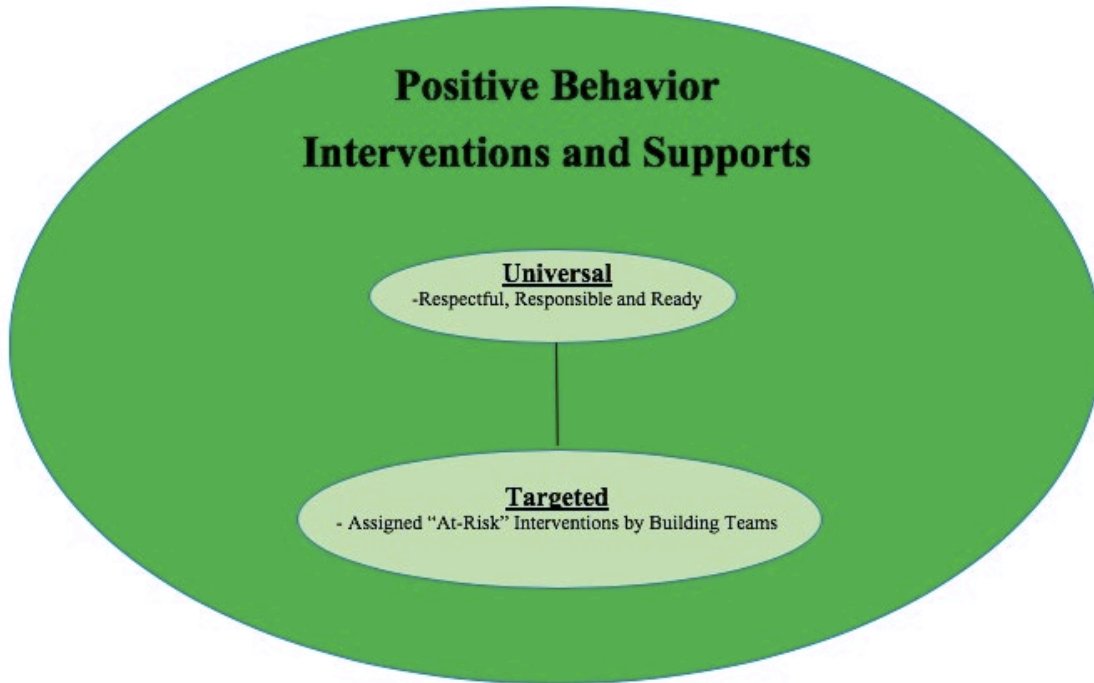 Positive Behavior
Interventions and Supports
Universal
-Respectful, Responsible and Ready
Targeted
- Assigned “At-Risk” Interventions by Building Teams